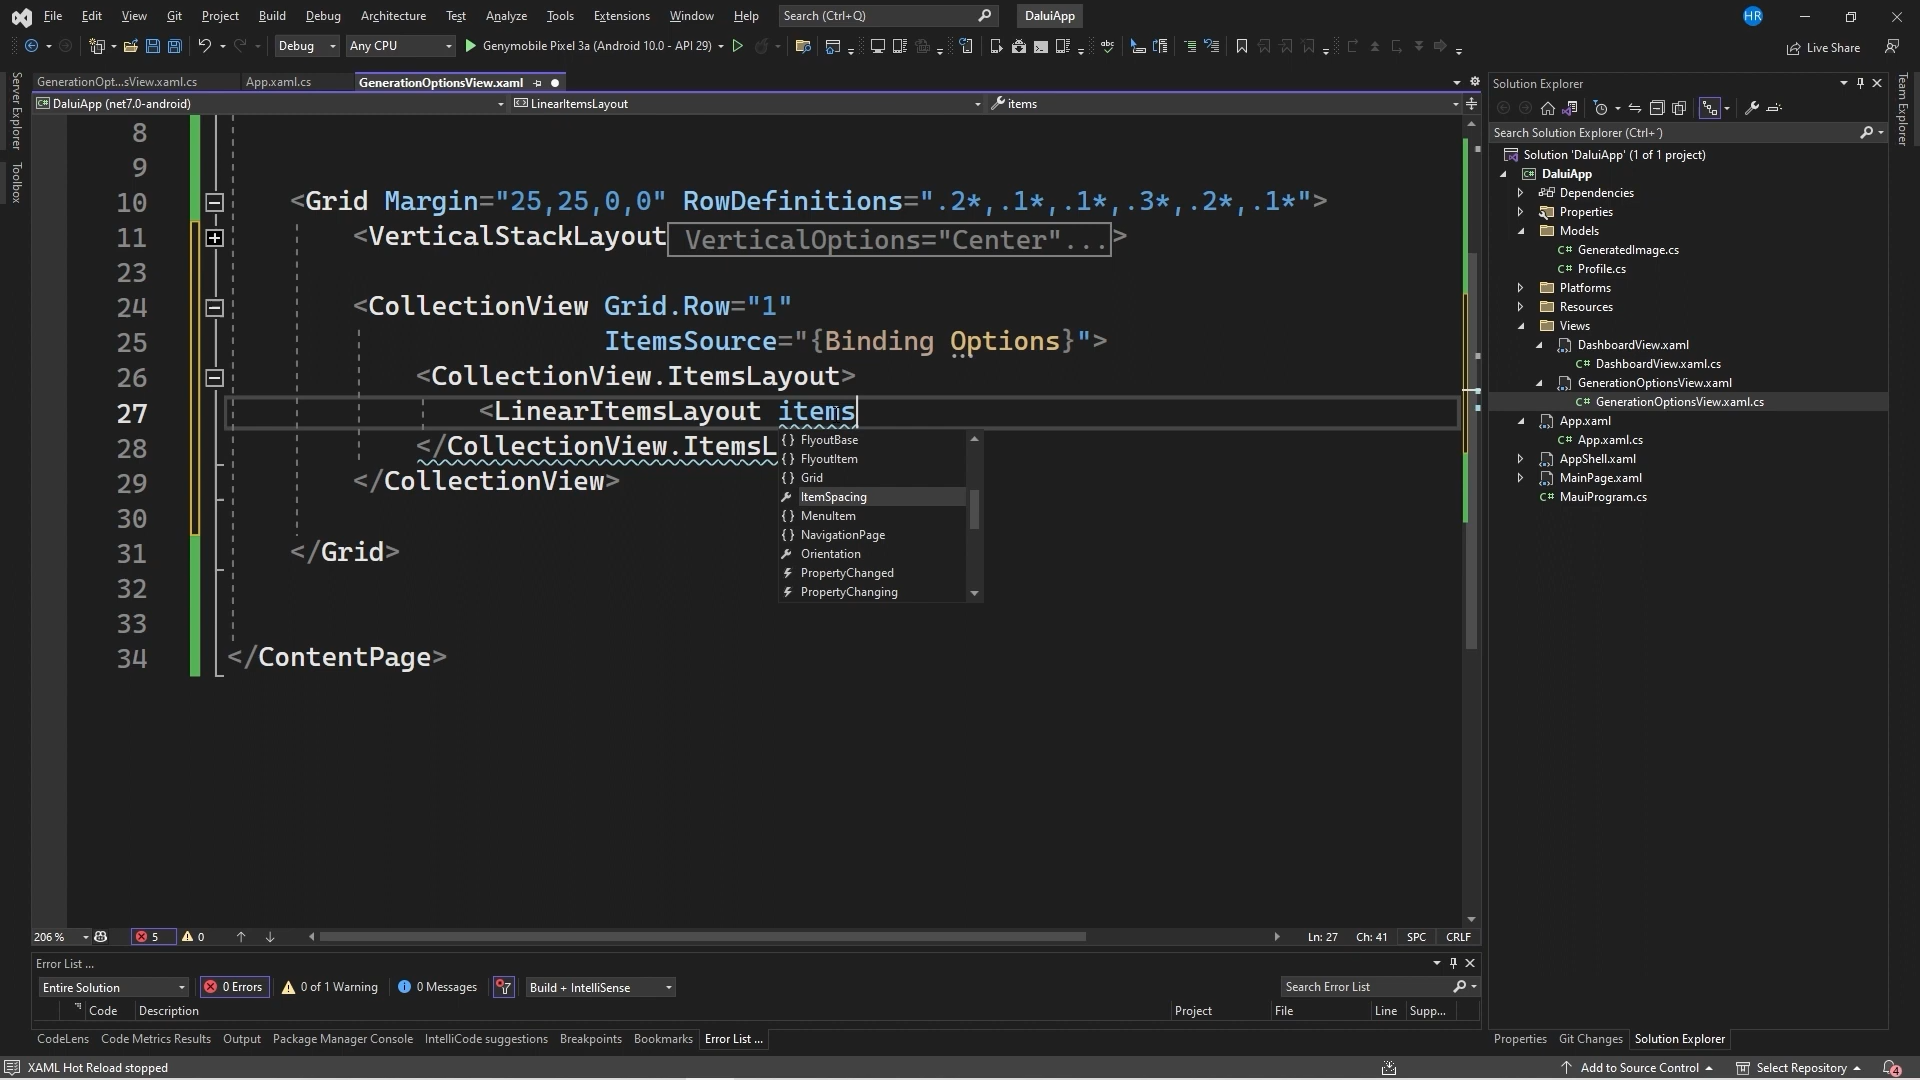 File Edit View Git Project Build Debug Architecture Test Analyze Tools Extensions Window Help Search (Ctrl+Q) DaluiApp HR
Debug Any CPU Genymobile Pixel 3a (Android 10.0 - API 29) Live Share
Server Explorer
Toolbox
Team Explorer
GenerationOpt...sView.xaml.cs App.xaml.cs GenerationOptionsView.xaml
DaluiApp (net7.0-android) LinearItemsLayout items
8
9
10 <Grid Margin="25,25,0,0" RowDefinitions=".2*,.1*,.1*,.3*,.2*,.1*">
11 <VerticalStackLayout VerticalOptions="Center"...>
23
24 <CollectionView Grid.Row="1"
25 ItemsSource="{Binding Options}">
26 <CollectionView.ItemsLayout>
27 <LinearItemsLayout items
28 </CollectionView.ItemsL
29 </CollectionView>
30
31 </Grid>
32
33
34 </ContentPage>
FlyoutBase
FlyoutItem
Grid
ItemSpacing
MenuItem
NavigationPage
Orientation
PropertyChanged
PropertyChanging
206 % 5 0 Ln: 27 Ch: 41 SPC CRLF
Error List ...
Entire Solution 0 Errors 0 of 1 Warning 0 Messages Build + IntelliSense Search Error List
Code Description Project File Line Supp...
CodeLens Code Metrics Results Output Package Manager Console IntelliCode suggestions Breakpoints Bookmarks Error List ...
Solution Explorer
Search Solution Explorer (Ctrl+´)
Solution 'DaluiApp' (1 of 1 project)
DaluiApp
Dependencies
Properties
Models
C# GeneratedImage.cs
C# Profile.cs
Platforms
Resources
Views
DashboardView.xaml
C# DashboardView.xaml.cs
GenerationOptionsView.xaml
C# GenerationOptionsView.xaml.cs
App.xaml
C# App.xaml.cs
AppShell.xaml
MainPage.xaml
C# MauiProgram.cs
Properties Git Changes Solution Explorer
XAML Hot Reload stopped Add to Source Control Select Repository 4